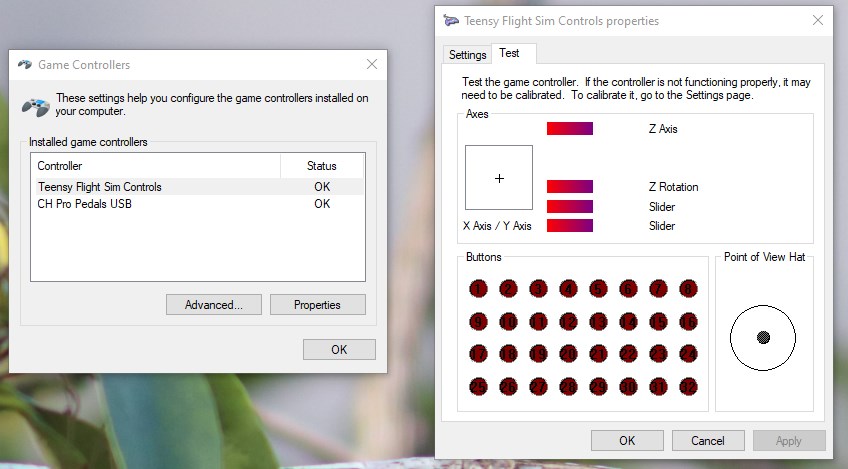 Game Controllers
These settings help you configure the game controllers installed on
your computer.
Installed game controllers
Controller Status
Teensy Flight Sim Controls OK
CH Pro Pedals USB OK
Advanced... Properties
OK
Teensy Flight Sim Controls properties
Settings Test
Test the game controller. If the controller is not functioning properly, it may
need to be calibrated. To calibrate it, go to the Settings page.
Axes
Z Axis
Z Rotation
Slider
X Axis / Y Axis Slider
Buttons
1 2 3 4 5 6 7 8
9 10 11 12 13 14 15 16
17 18 19 20 21 22 23 24
25 26 27 28 29 30 31 32
Point of View Hat
OK Cancel Apply